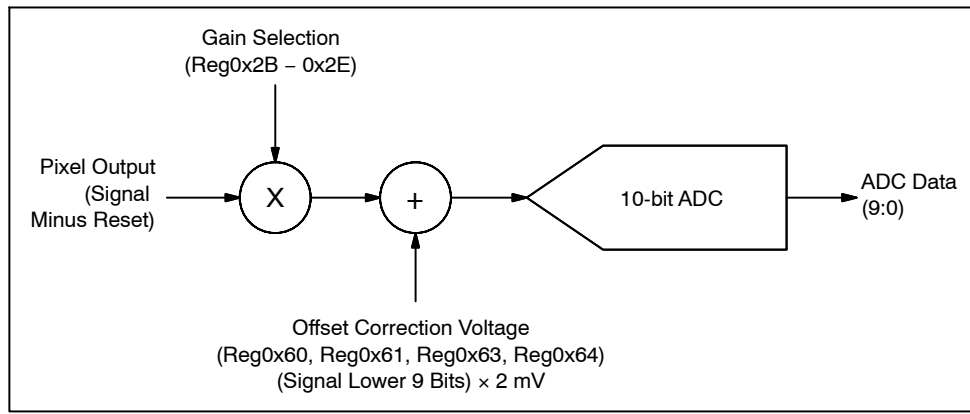 Gain Selection
(Reg0x2B − 0x2E)
Pixel Output
(Signal
Minus Reset)
X
+
10-bit ADC
ADC Data
(9:0)
Offset Correction Voltage
(Reg0x60, Reg0x61, Reg0x63, Reg0x64)
(Signal Lower 9 Bits) × 2 mV